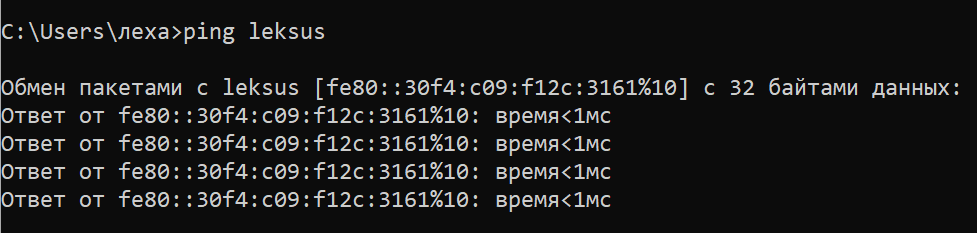 C:\Users\леха>ping leksus
Обмен пакетами с leksus [fe80::30f4:c09:f12c:3161%10] с 32 байтами данных:
Ответ от fe80::30f4:c09:f12c:3161%10: время<1мс
Ответ от fe80::30f4:c09:f12c:3161%10: время<1мс
Ответ от fe80::30f4:c09:f12c:3161%10: время<1мс
Ответ от fe80::30f4:c09:f12c:3161%10: время<1мс